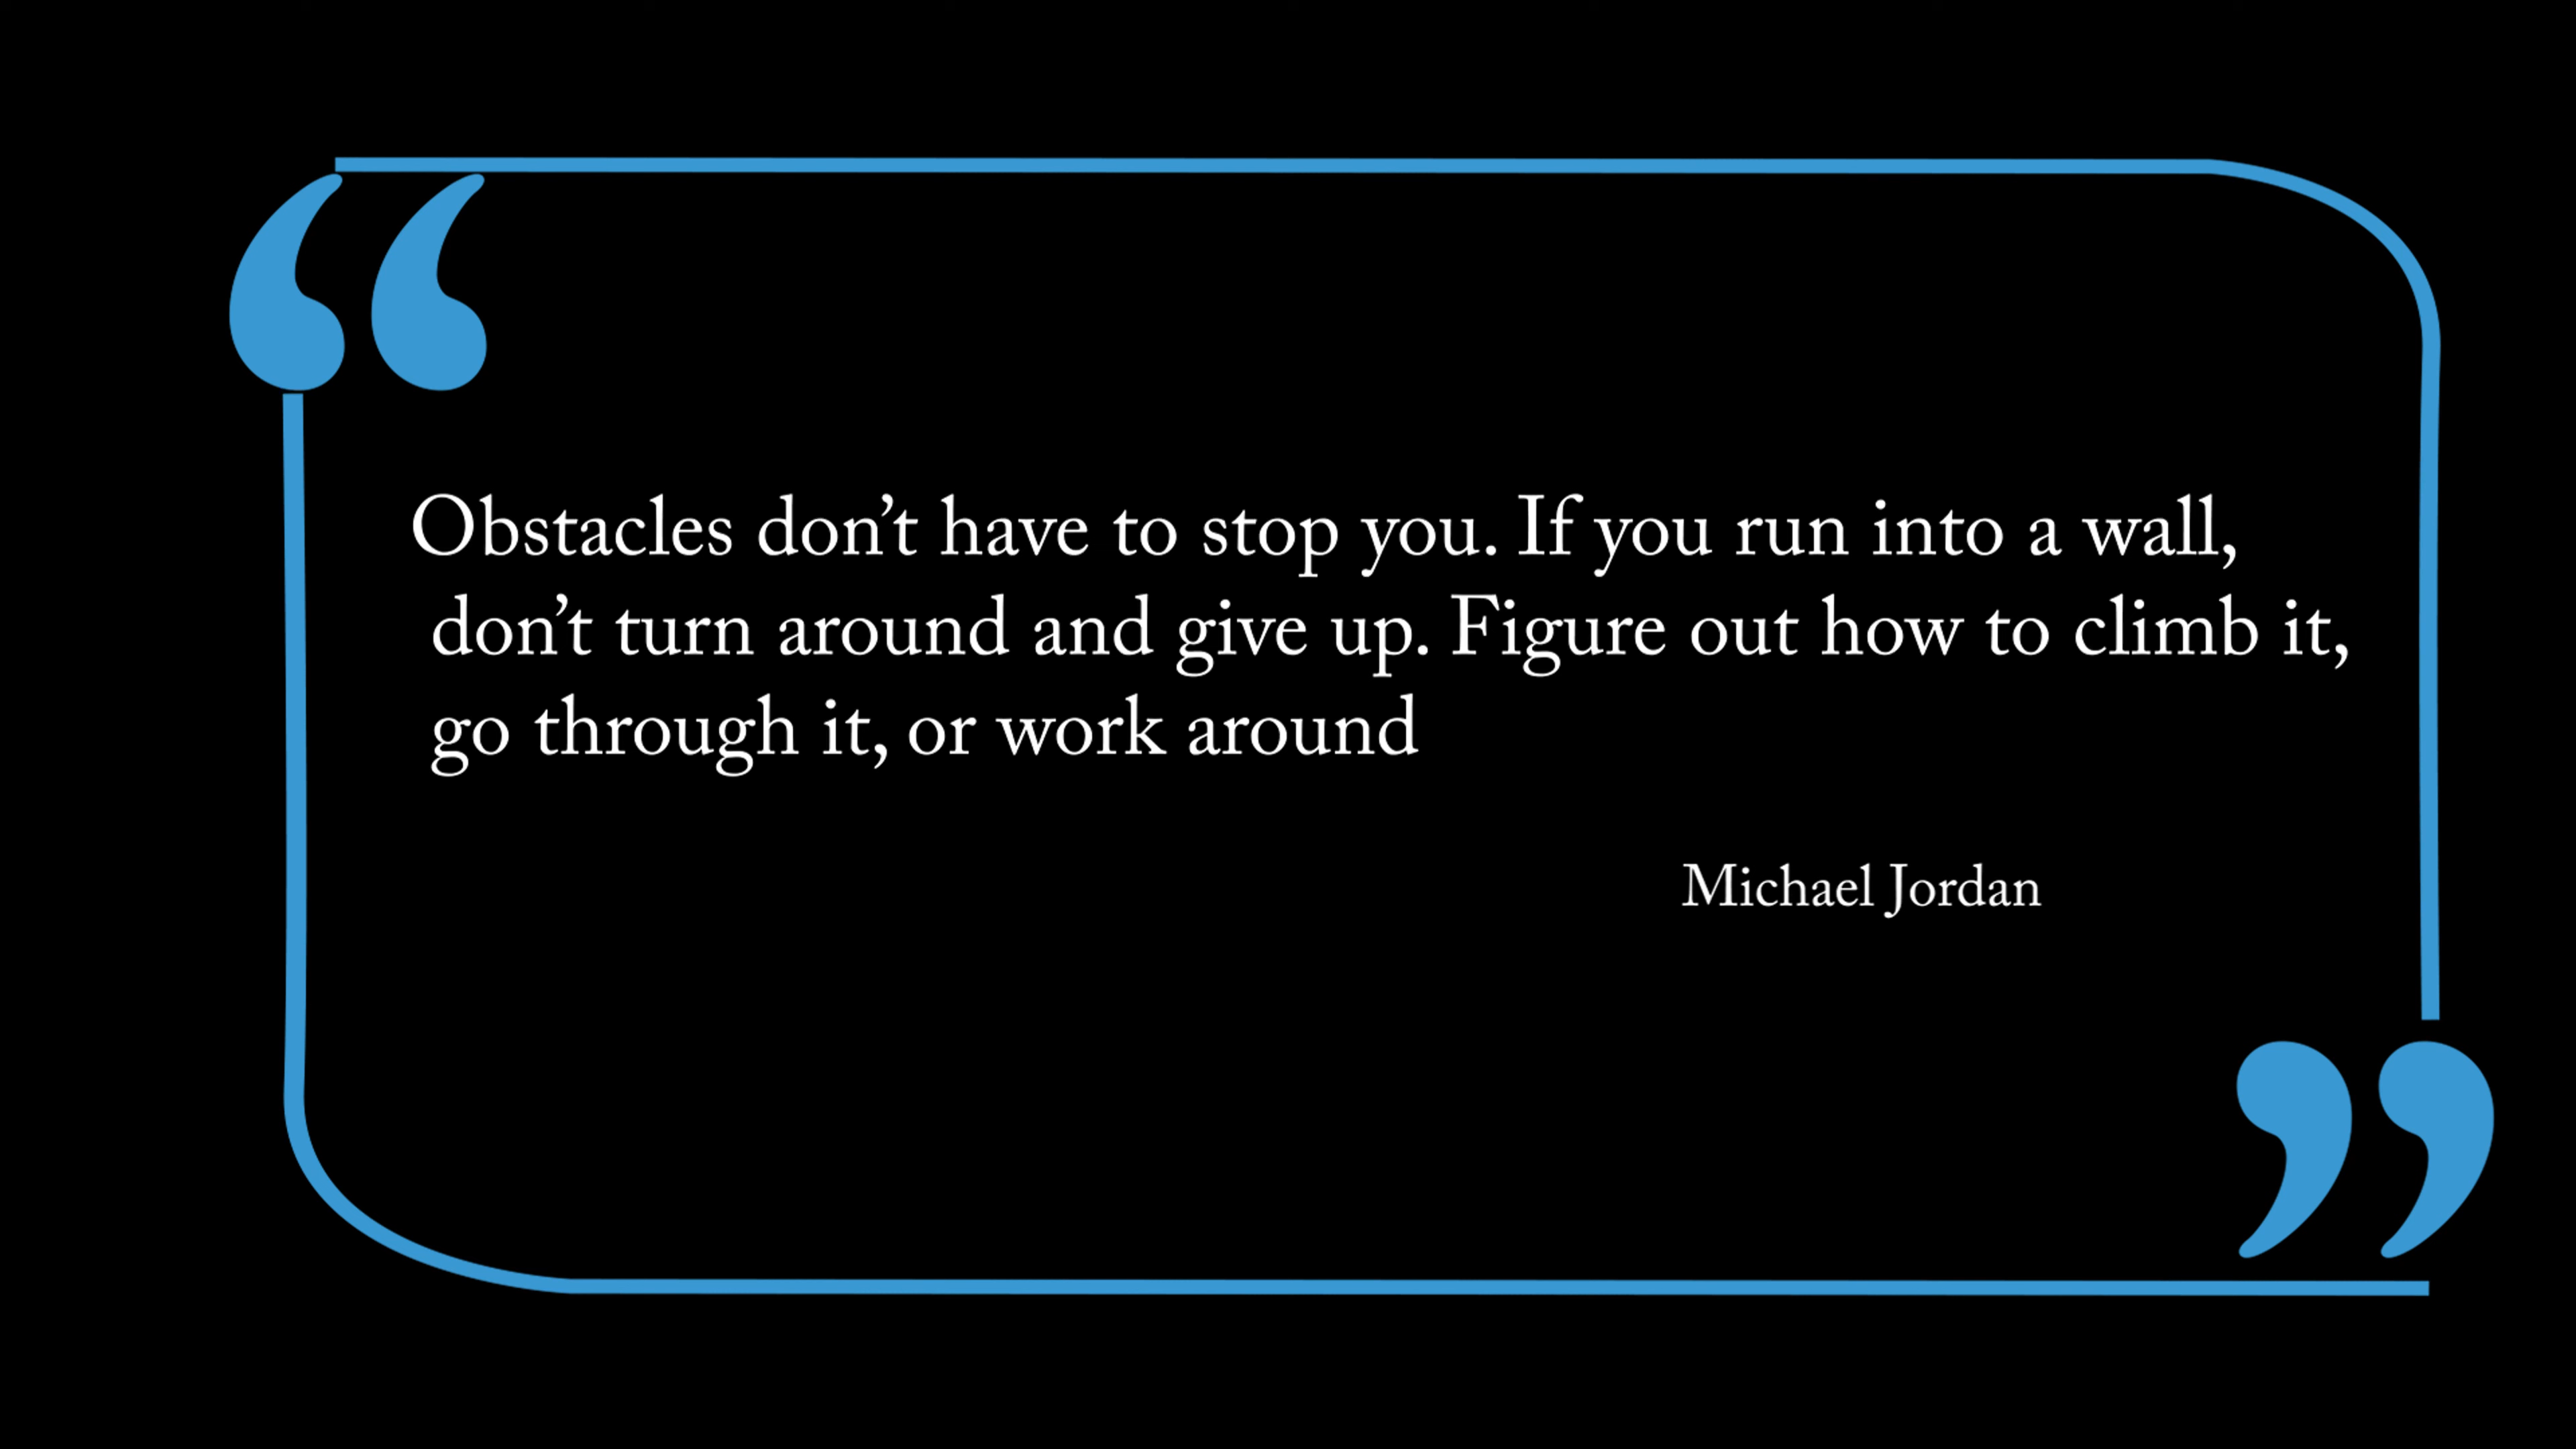 Obstacles don’t have to stop you. If you run into a wall,
don’t turn around and give up. Figure out how to climb it,
go through it, or work around
Michael Jordan